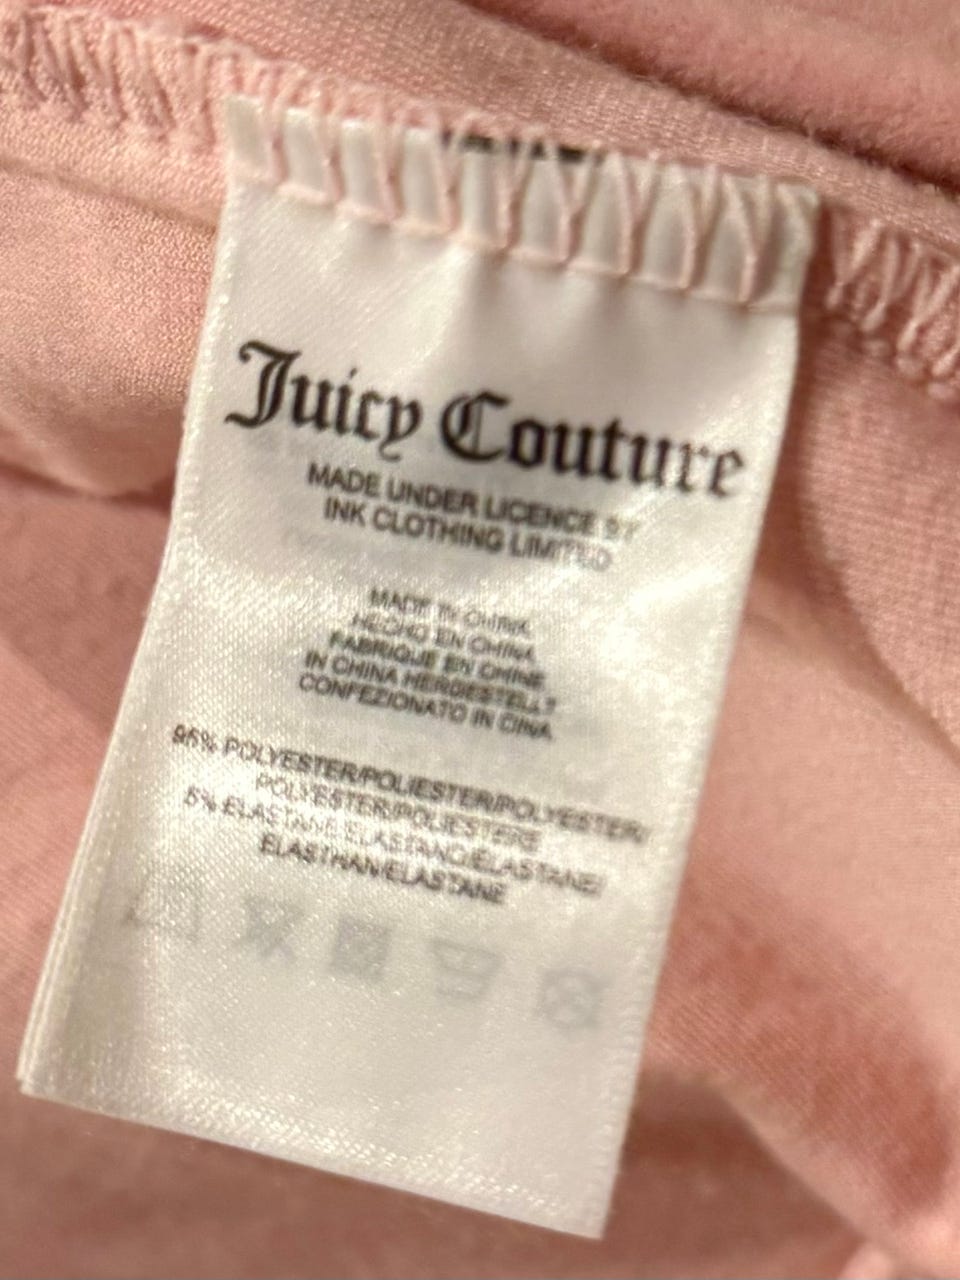 Juicy Couture
MADE UNDER LICENCE BY
INK CLOTHING LIMITED
MADE IN CHINA
HECHO EN CHINA
FABRIQUE EN CHINE
IN CHINA HERGESTELLT
CONFEZIONATO IN CINA
95% POLYESTER/POLIESTER/POLYESTER/
POLYESTER/POLIESTERE
5% ELASTANE/ELASTANO/ELASTANE/
ELASTHAN/ELASTANE